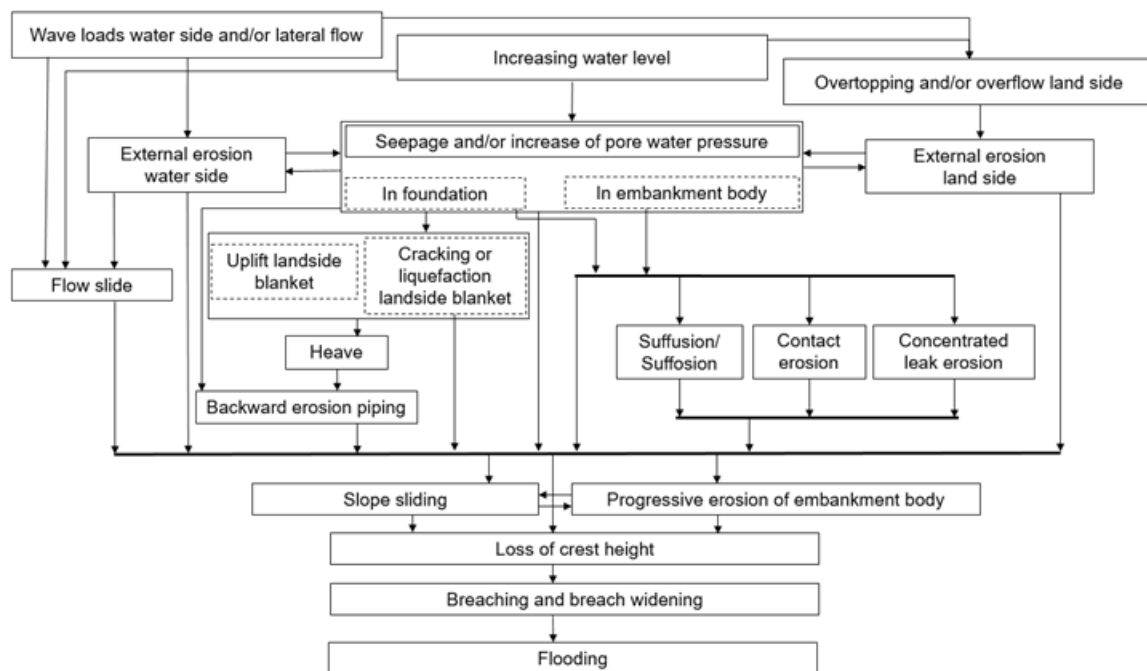 Wave loads water side and/or lateral flow
Increasing water level
Overtopping and/or overflow land side
Seepage and/or increase of pore water pressure
External erosion
water side
External erosion
land side
In foundation
In embankment body
Uplift landside
blanket
Cracking or
liquefaction
landside blanket
Flow slide
Heave
Suffusion/
Suffosion
Contact
erosion
Concentrated
leak erosion
Backward erosion piping
Slope sliding
Progressive erosion of embankment body
Loss of crest height
Breaching and breach widening
Flooding